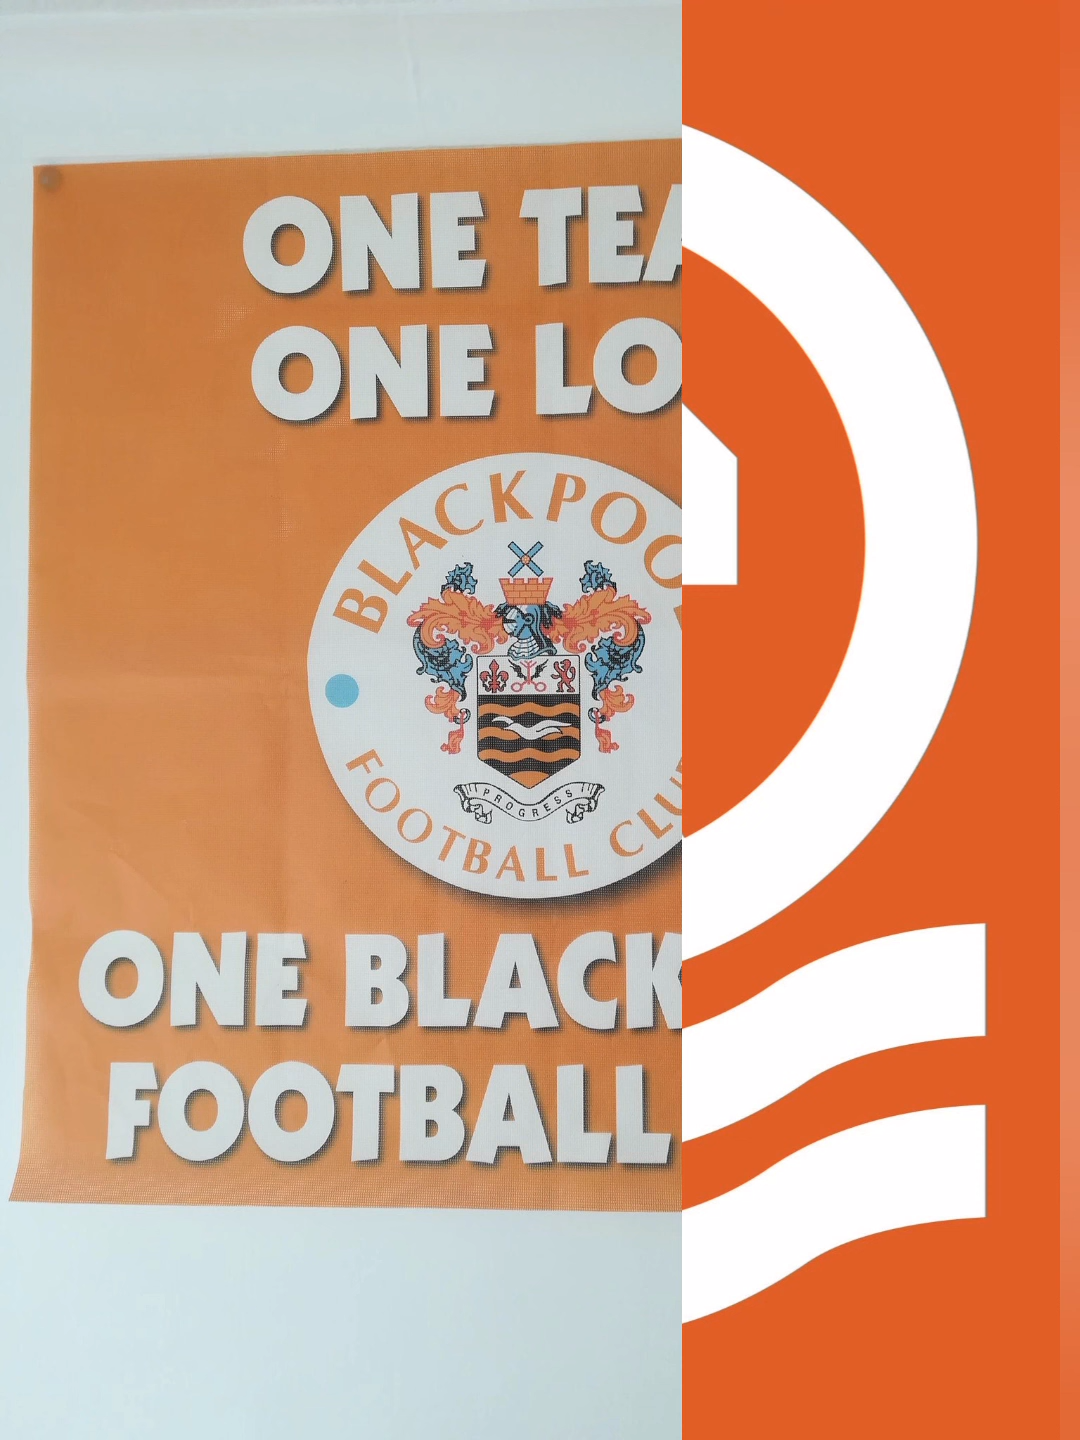 ONE TEA
ONE LO
BLACKPOO
PROGRESS
FOOTBALL CLU
ONE BLACK
FOOTBALL